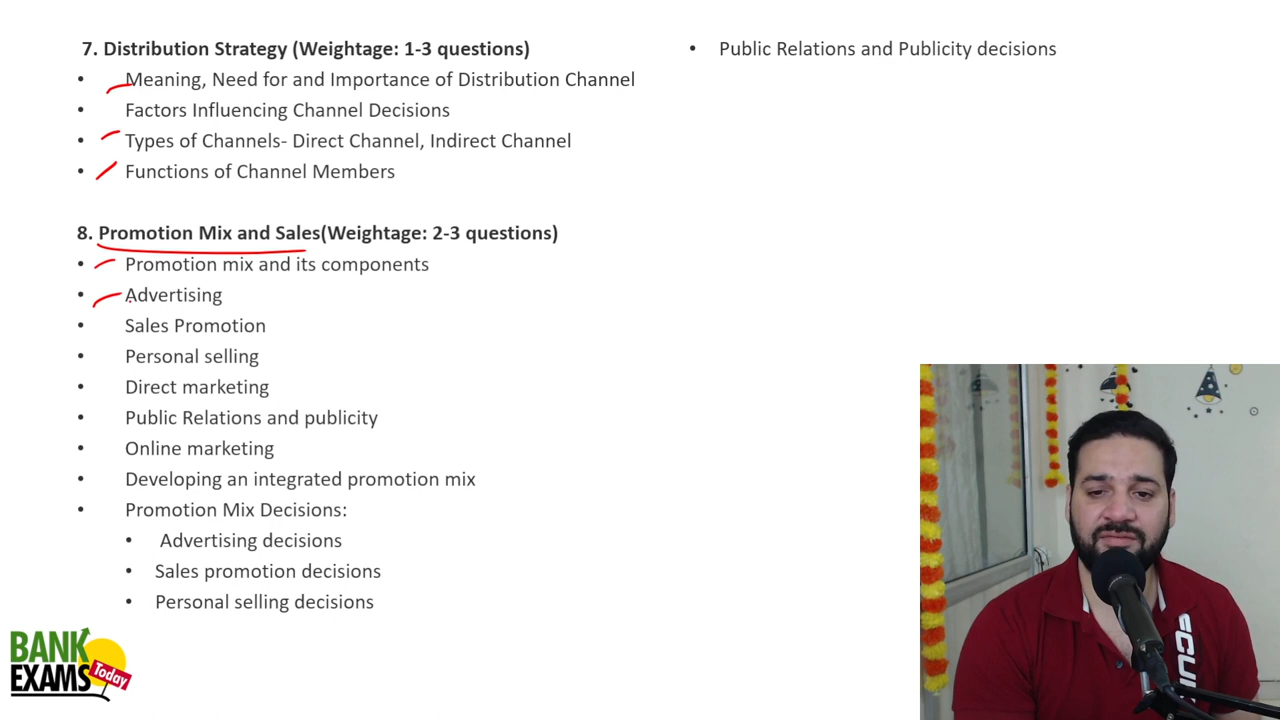 7. Distribution Strategy (Weightage: 1-3 questions)
• Meaning, Need for and Importance of Distribution Channel
• Factors Influencing Channel Decisions
• Types of Channels- Direct Channel, Indirect Channel
• Functions of Channel Members
8. Promotion Mix and Sales(Weightage: 2-3 questions)
• Promotion mix and its components
• Advertising
• Sales Promotion
• Personal selling
• Direct marketing
• Public Relations and publicity
• Online marketing
• Developing an integrated promotion mix
• Promotion Mix Decisions:
• Advertising decisions
• Sales promotion decisions
• Personal selling decisions
• Public Relations and Publicity decisions
BANK
EXAMS
Today